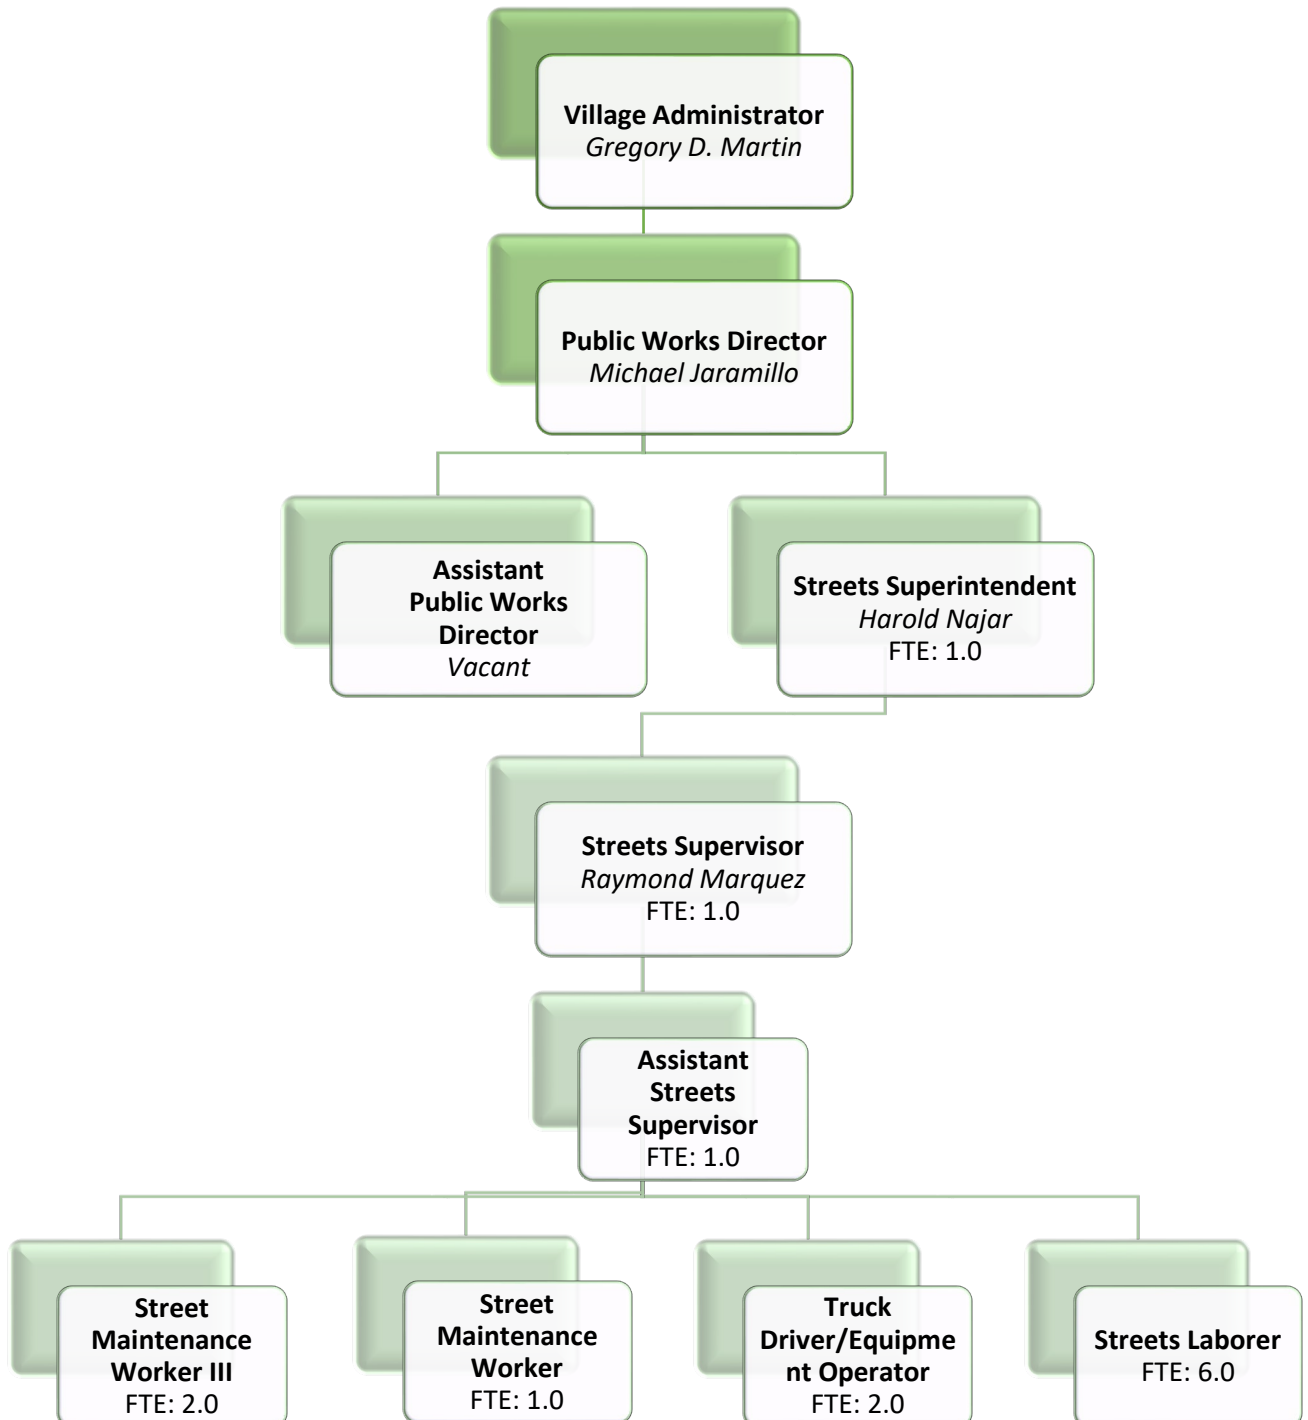 Village Administrator
Gregory D. Martin
Public Works Director
Michael Jaramillo
Assistant
Public Works
Director
Vacant
Streets Superintendent
Harold Najar
FTE: 1.0
Streets Supervisor
Raymond Marquez
FTE: 1.0
Assistant
Streets
Supervisor
FTE: 1.0
Street
Maintenance
Worker III
FTE: 2.0
Street
Maintenance
Worker
FTE: 1.0
Truck
Driver/Equipme
nt Operator
FTE: 2.0
Streets Laborer
FTE: 6.0